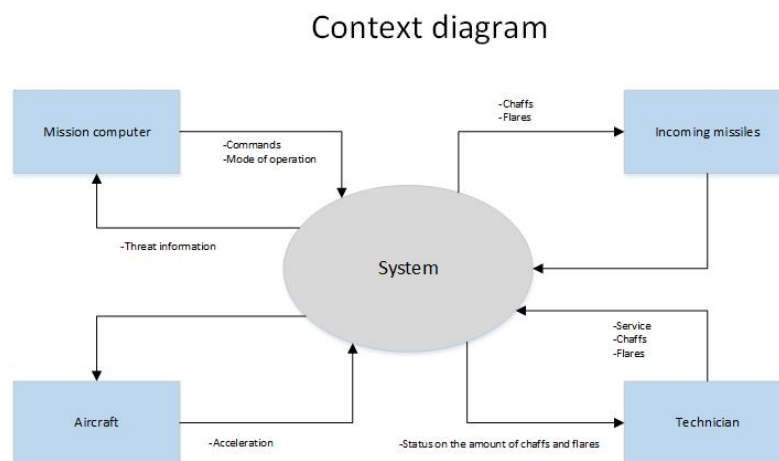 Context diagram
Mission computer
-Commands
-Mode of operation
-Chaffs
-Flares
Incoming missiles
-Threat information
System
-Service
-Chaffs
-Flares
Aircraft
-Acceleration
-Status on the amount of chaffs and flares
Technician